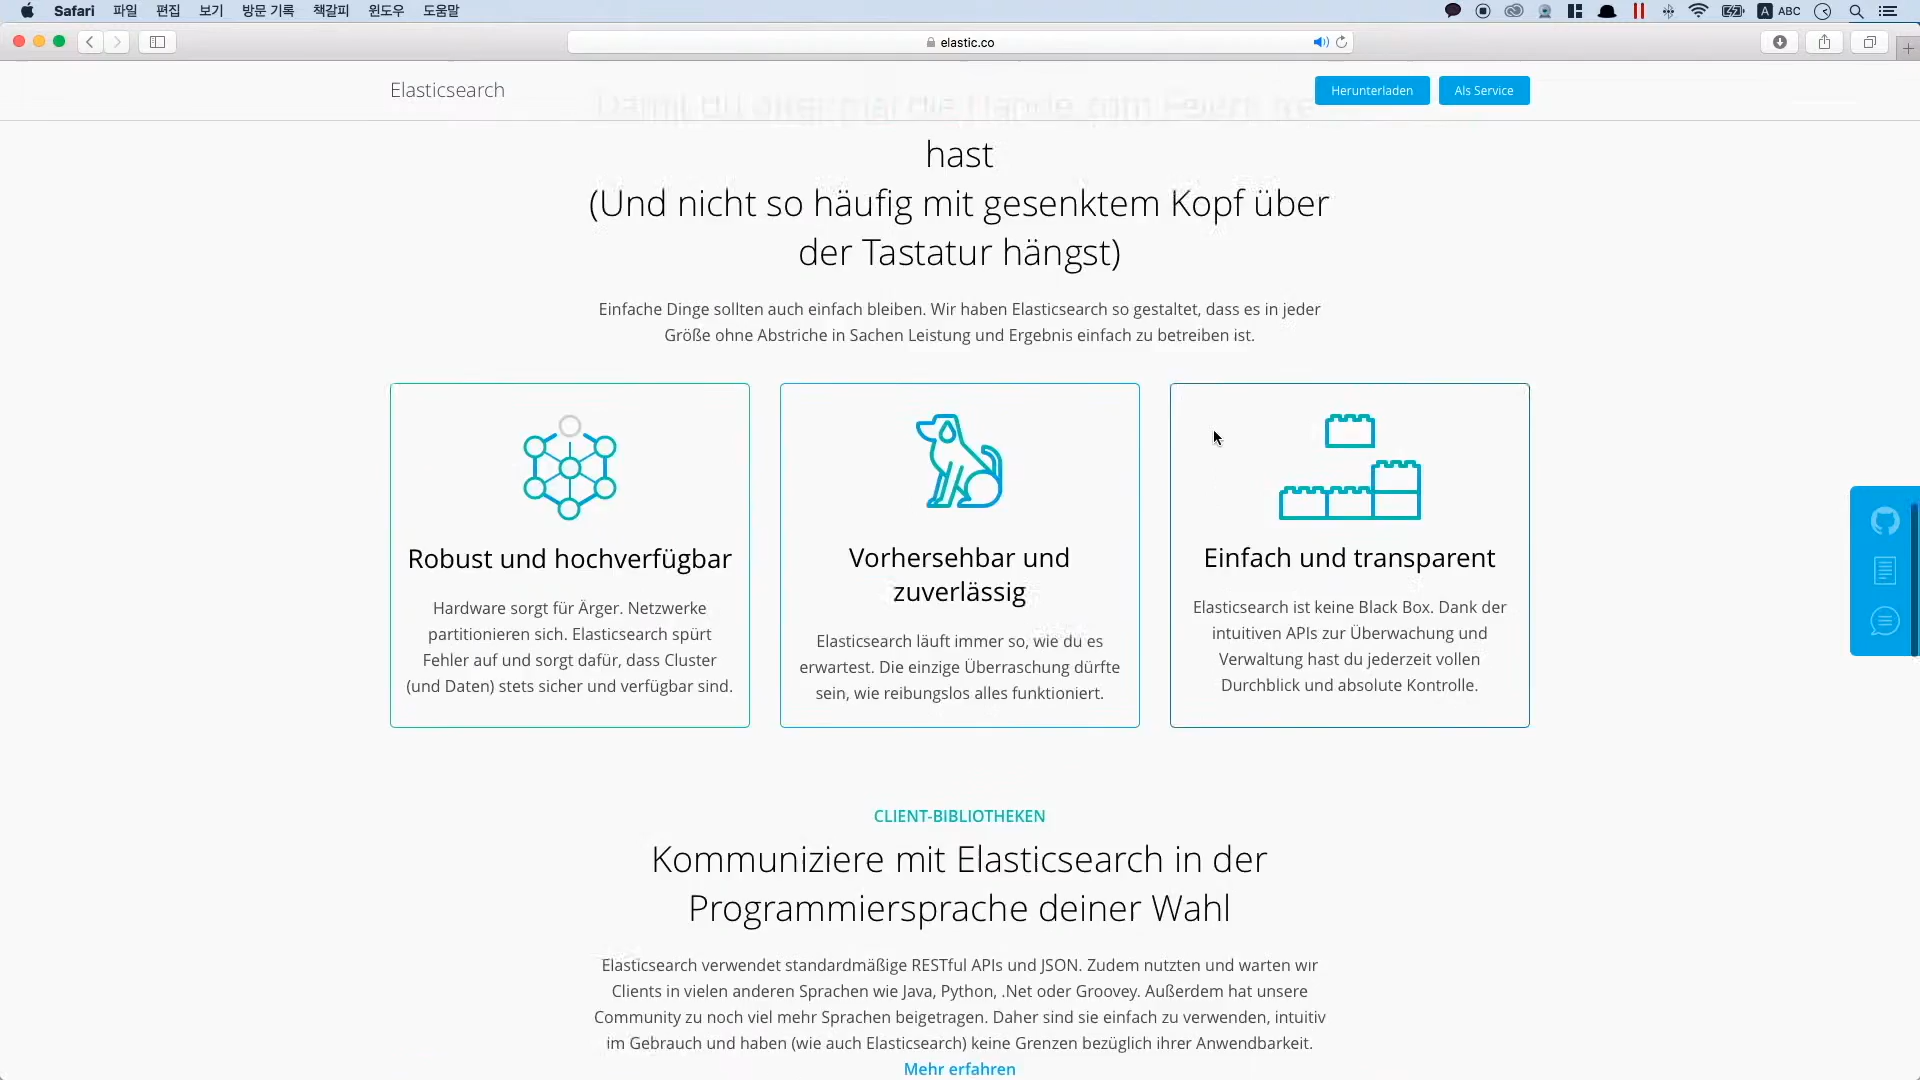 Safari 파일 편집 보기 방문 기록 책갈피 윈도우 도움말
A ABC
elastic.co
Elasticsearch
Herunterladen
Als Service
hast
(Und nicht so häufig mit gesenktem Kopf über
der Tastatur hängst)
Einfache Dinge sollten auch einfach bleiben. Wir haben Elasticsearch so gestaltet, dass es in jeder
Größe ohne Abstriche in Sachen Leistung und Ergebnis einfach zu betreiben ist.
Robust und hochverfügbar
Hardware sorgt für Ärger. Netzwerke
partitionieren sich. Elasticsearch spürt
Fehler auf und sorgt dafür, dass Cluster
(und Daten) stets sicher und verfügbar sind.
Vorhersehbar und
zuverlässig
Elasticsearch läuft immer so, wie du es
erwartest. Die einzige Überraschung dürfte
sein, wie reibungslos alles funktioniert.
Einfach und transparent
Elasticsearch ist keine Black Box. Dank der
intuitiven APIs zur Überwachung und
Verwaltung hast du jederzeit vollen
Durchblick und absolute Kontrolle.
CLIENT-BIBLIOTHEKEN
Kommuniziere mit Elasticsearch in der
Programmiersprache deiner Wahl
Elasticsearch verwendet standardmäßige RESTful APIs und JSON. Zudem nutzten und warten wir
Clients in vielen anderen Sprachen wie Java, Python, .Net oder Groovey. Außerdem hat unsere
Community zu noch viel mehr Sprachen beigetragen. Daher sind sie einfach zu verwenden, intuitiv
im Gebrauch und haben (wie auch Elasticsearch) keine Grenzen bezüglich ihrer Anwendbarkeit.
Mehr erfahren